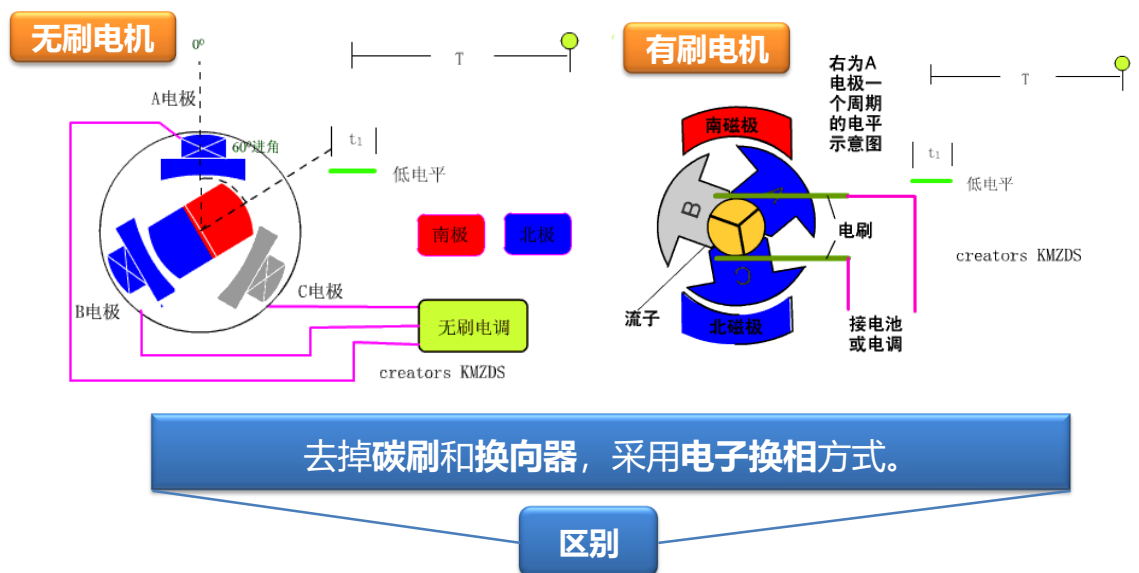 无刷电机
0°
T
A电极
60°进角
t1
低电平
南极
北极
C电极
B电极
无刷电调
creators KMZDS
有刷电机
右为A
电极一
个周期
的电平
示意图
T
南磁极
t1
低电平
A
B
C
电刷
creators KMZDS
流子
北磁极
接电池
或电调
去掉碳刷和换向器，采用电子换相方式。
区别